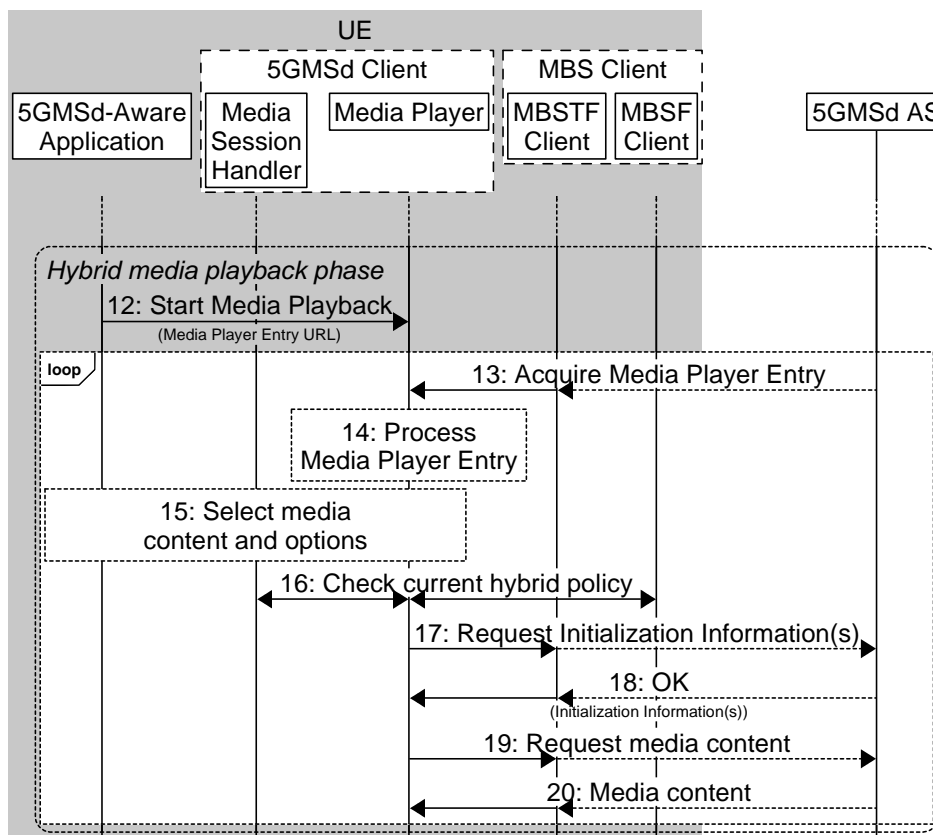 UE
5GMSd Client
MBS Client
5GMSd-Aware
Application
Media
Session
Handler
Media Player
MBSTF
Client
MBSF
Client
5GMSd AS
Hybrid media playback phase
12: Start Media Playback
(Media Player Entry URL)
loop
13: Acquire Media Player Entry
14: Process
Media Player Entry
15: Select media
content and options
16: Check current hybrid policy
17: Request Initialization Information(s)
18: OK
(Initialization Information(s))
19: Request media content
20: Media content